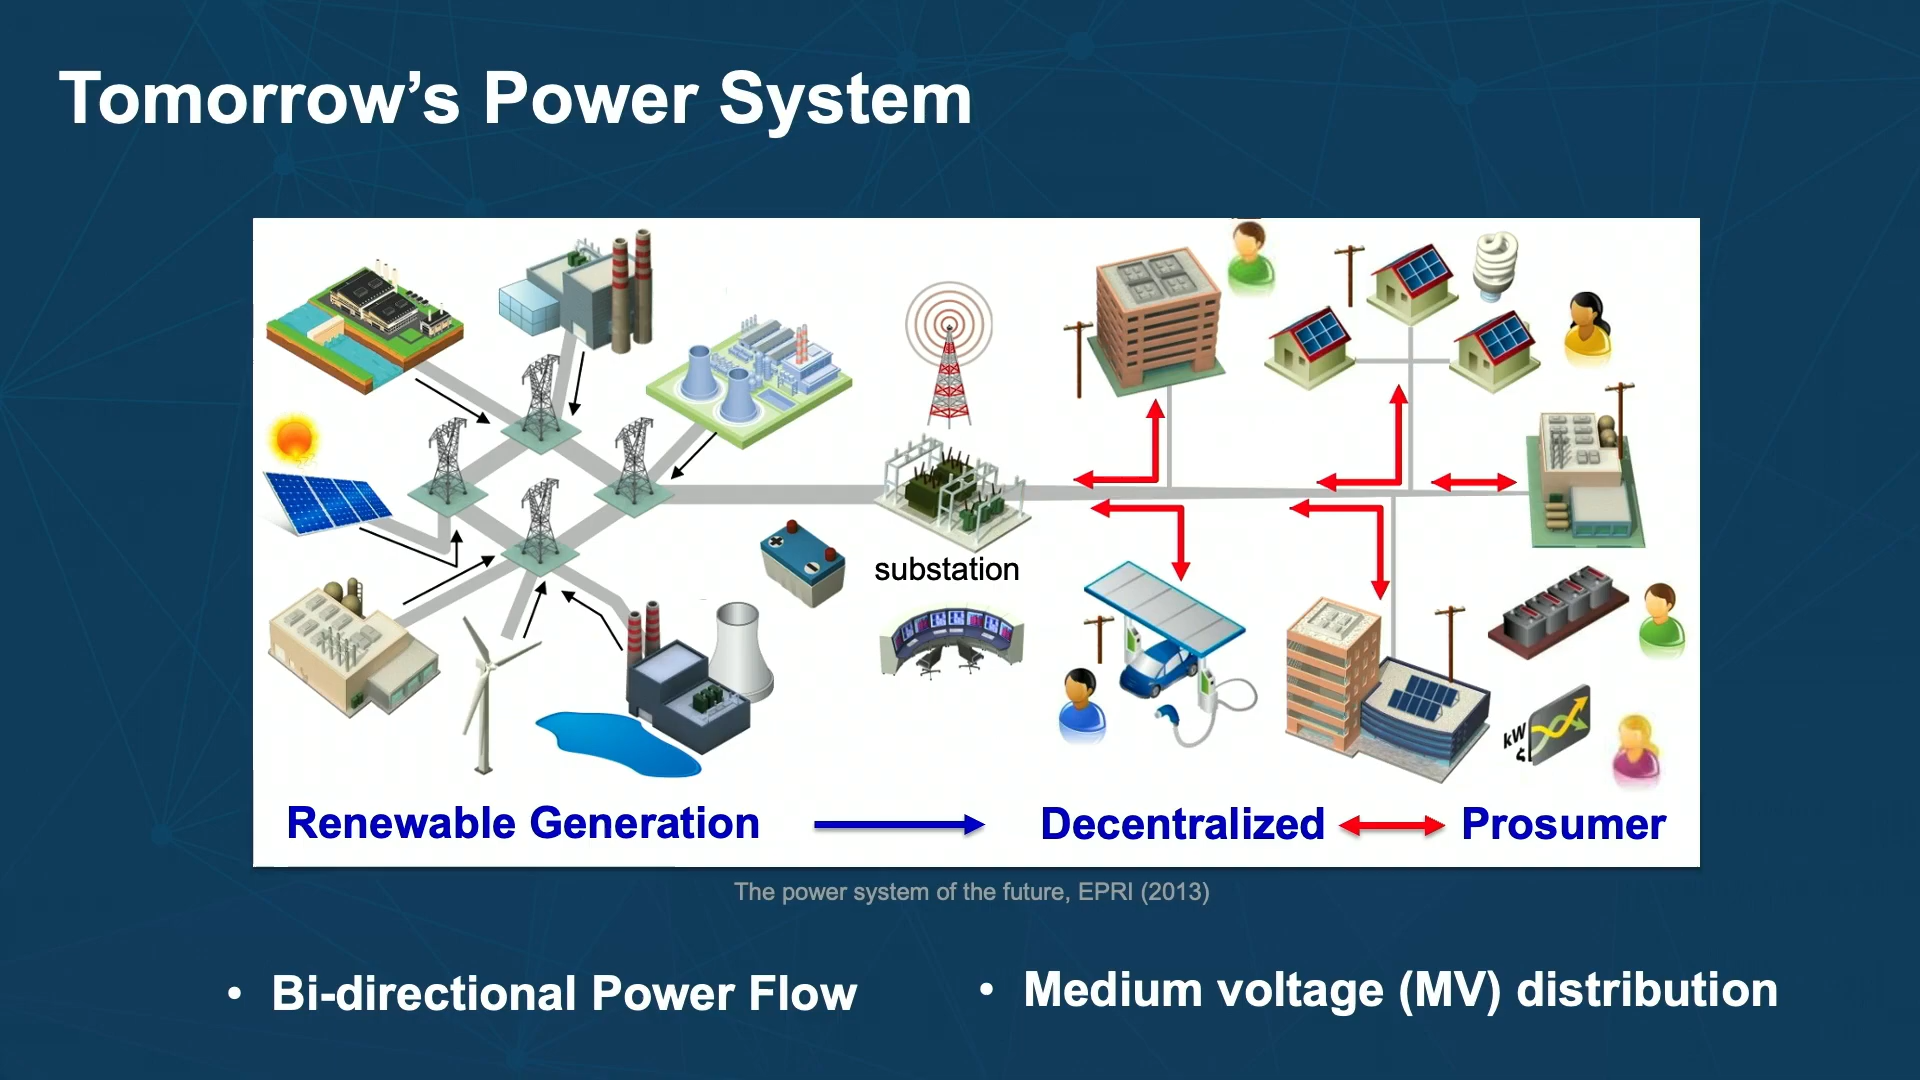 Tomorrow’s Power System
substation
kW
Renewable Generation
Decentralized
Prosumer
The power system of the future, EPRI (2013)
• Bi-directional Power Flow
• Medium voltage (MV) distribution